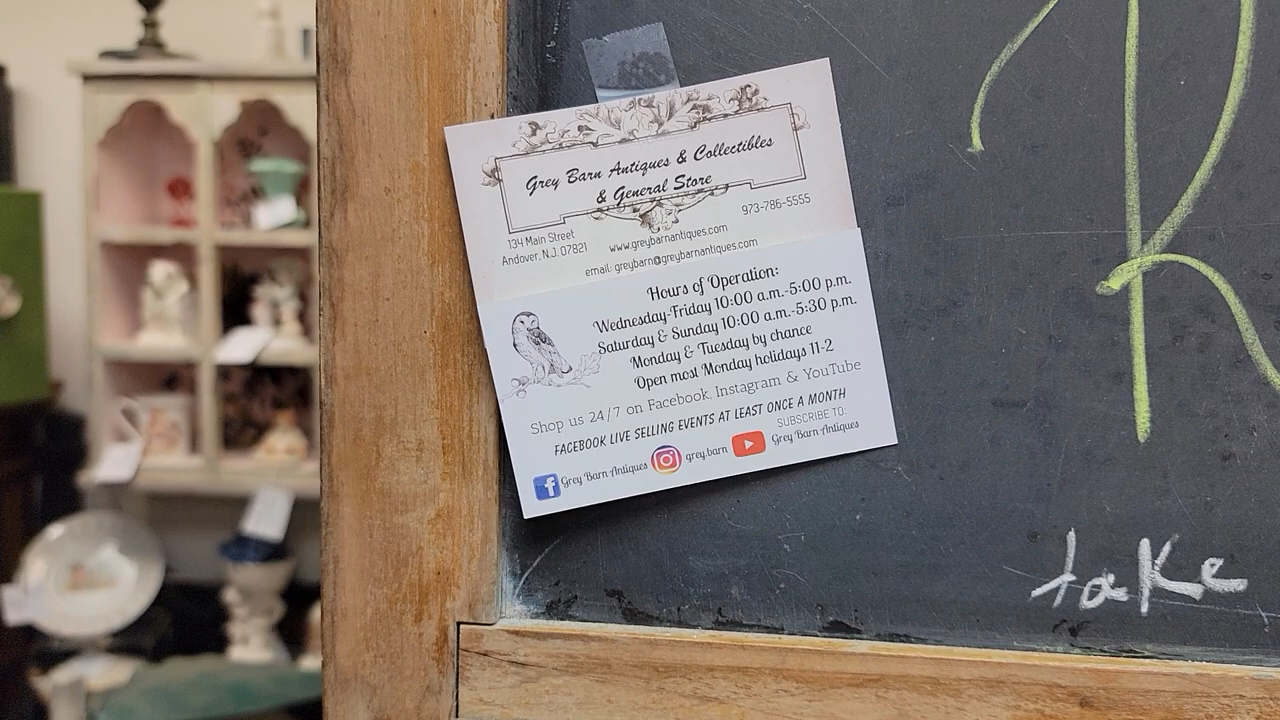 Grey Barn Antiques & Collectibles
& General Store
973-786-5555
134 Main Street
Andover, N.J. 07821
www.greybarnantiques.com
email: greybarn@greybarnantiques.com
Hours of Operation:
Wednesday-Friday 10:00 a.m.-5:00 p.m.
Saturday & Sunday 10:00 a.m.-5:30 p.m.
Monday & Tuesday by chance
Open most Monday holidays 11-2
Shop us 24/7 on Facebook, Instagram & YouTube
FACEBOOK LIVE SELLING EVENTS AT LEAST ONCE A MONTH
SUBSCRIBE TO:
Grey Barn Antiques grey.barn Grey Barn Antiques
R
take